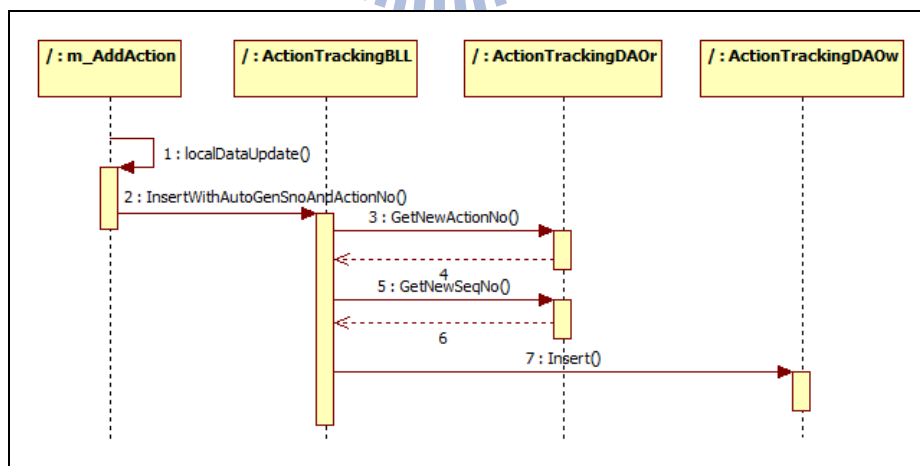 / : m_AddAction
/ : ActionTrackingBLL
/ : ActionTrackingDAOr
/ : ActionTrackingDAOw
1 : localDataUpdate()
2 : InsertWithAutoGenSnoAndActionNo()
3 : GetNewActionNo()
4
5 : GetNewSeqNo()
6
7 : Insert()